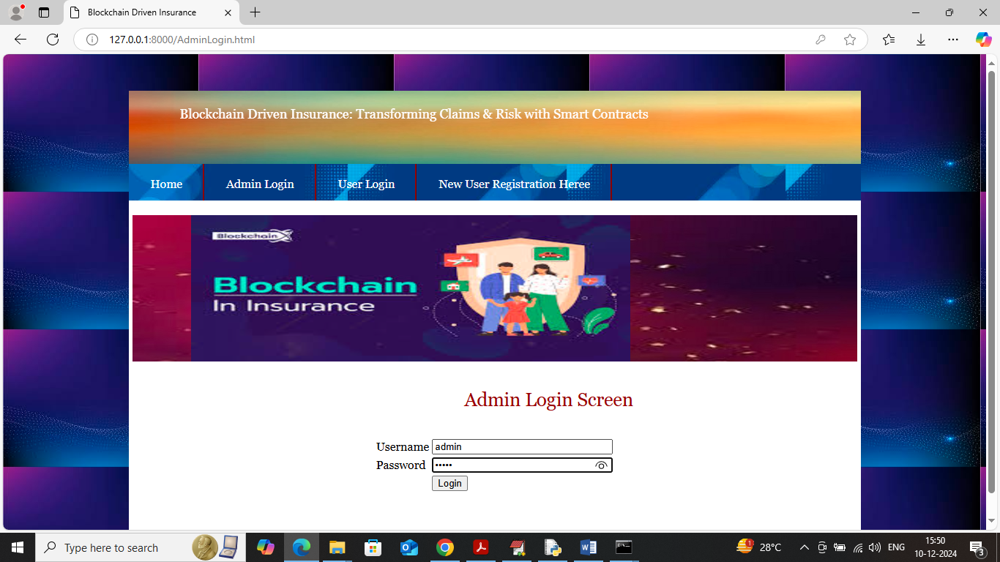 Blockchain Driven Insurance
127.0.0.1:8000/AdminLogin.html
Blockchain Driven Insurance: Transforming Claims & Risk with Smart Contracts
Home Admin Login User Login New User Registration Heree
Blockchain
Blockchain
In Insurance
Admin Login Screen
Username admin
Password •••••
Login
Type here to search
1 28°C ENG 15:50
10-12-2024 3